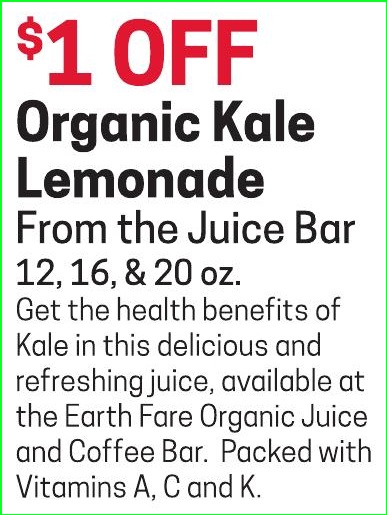 $1 OFF
Organic Kale
Lemonade
From the Juice Bar
12, 16, & 20 oz.
Get the health benefits of
Kale in this delicious and
refreshing juice, available at
the Earth Fare Organic Juice
and Coffee Bar.  Packed with
Vitamins A, C and K.